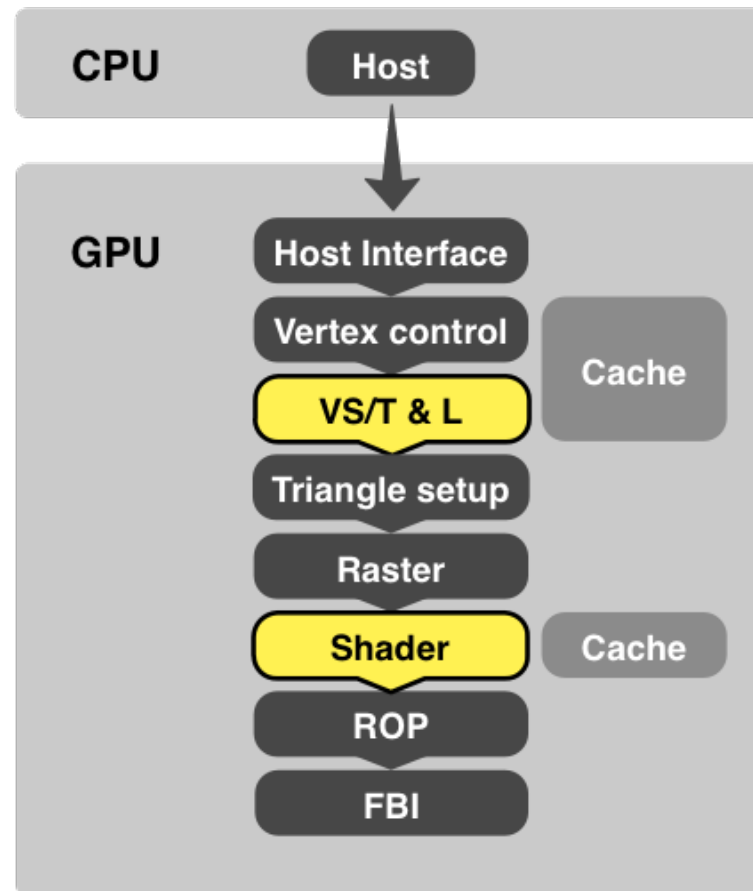 CPU
Host
GPU
Host Interface
Vertex control
Cache
VS/T & L
Triangle setup
Raster
Shader
Cache
ROP
FBI